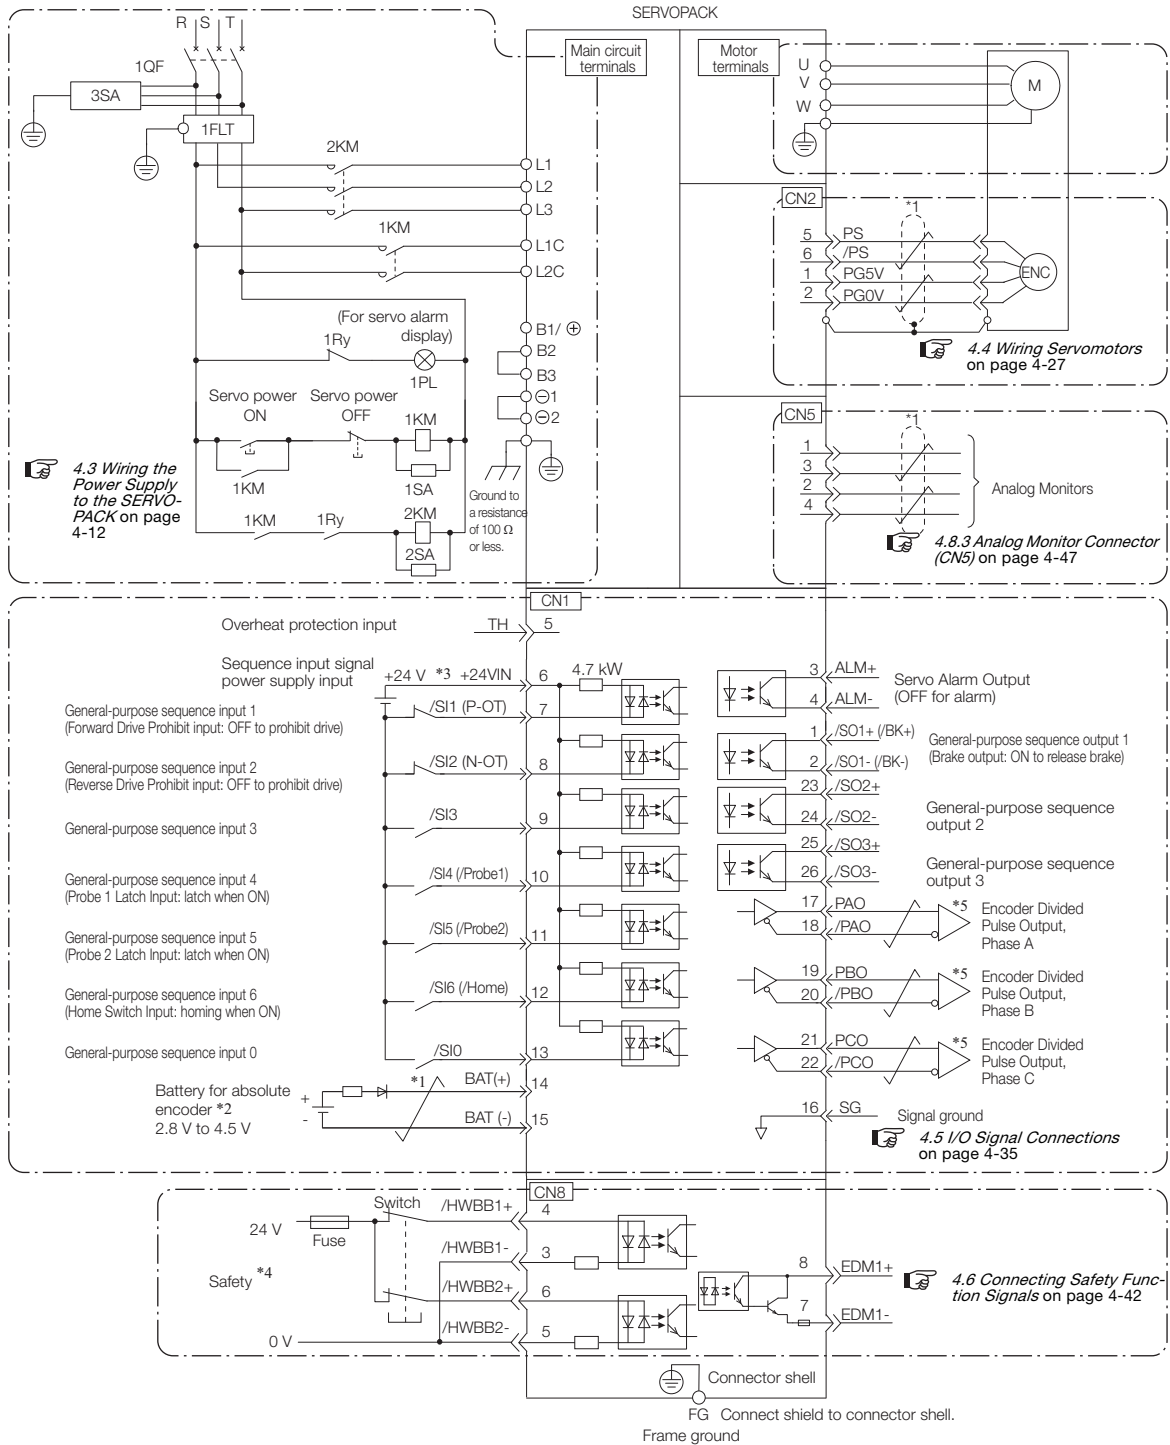 SERVOPACK
R S T
1QF
3SA
1FLT
2KM
1KM
Main circuit
terminals
L1
L2
L3
L1C
L2C
B1/ ⊕
B2
B3
⊖1
⊖2
(For servo alarm
display)
1Ry
1PL
Servo power
ON
Servo power
OFF
1KM
1KM
1SA
4.3 Wiring the
Power Supply
to the SERVO-
PACK on page
4-12
1KM
1Ry
2KM
2SA
Ground to
a resistance
of 100 Ω
or less.
Motor
terminals
U
V
W
M
CN2
*1
5 PS
6 /PS
1 PG5V
2 PG0V
ENC
4.4 Wiring Servomotors
on page 4-27
CN5
*1
1
3
2
4
Analog Monitors
4.8.3 Analog Monitor Connector
(CN5) on page 4-47
CN1
Overheat protection input
TH 5
Sequence input signal
power supply input
+24 V *3 +24VIN 6
4.7 kW
General-purpose sequence input 1
(Forward Drive Prohibit input: OFF to prohibit drive)
/SI1 (P-OT) 7
General-purpose sequence input 2
(Reverse Drive Prohibit input: OFF to prohibit drive)
/SI2 (N-OT) 8
General-purpose sequence input 3
/SI3 9
General-purpose sequence input 4
(Probe 1 Latch Input: latch when ON)
/SI4 (/Probe1) 10
General-purpose sequence input 5
(Probe 2 Latch Input: latch when ON)
/SI5 (/Probe2) 11
General-purpose sequence input 6
(Home Switch Input: homing when ON)
/SI6 (/Home) 12
General-purpose sequence input 0
/SI0 13
Battery for absolute
encoder *2
2.8 V to 4.5 V
+
-
*1
BAT(+) 14
BAT (-) 15
3 ALM+
4 ALM-
Servo Alarm Output
(OFF for alarm)
1 /SO1+ (/BK+)
2 /SO1- (/BK-)
General-purpose sequence output 1
(Brake output: ON to release brake)
23 /SO2+
24 /SO2-
General-purpose sequence
output 2
25 /SO3+
26 /SO3-
General-purpose sequence
output 3
17 PAO
18 /PAO
*5
Encoder Divided
Pulse Output,
Phase A
19 PBO
20 /PBO
*5
Encoder Divided
Pulse Output,
Phase B
21 PCO
22 /PCO
*5
Encoder Divided
Pulse Output,
Phase C
16 SG
Signal ground
4.5 I/O Signal Connections
on page 4-35
CN8
24 V
Fuse
Switch
Safety *4
0 V
/HWBB1+ 4
/HWBB1- 3
/HWBB2+ 6
/HWBB2- 5
8 EDM1+
7 EDM1-
4.6 Connecting Safety Func-
tion Signals on page 4-42
Connector shell
FG Connect shield to connector shell.
Frame ground